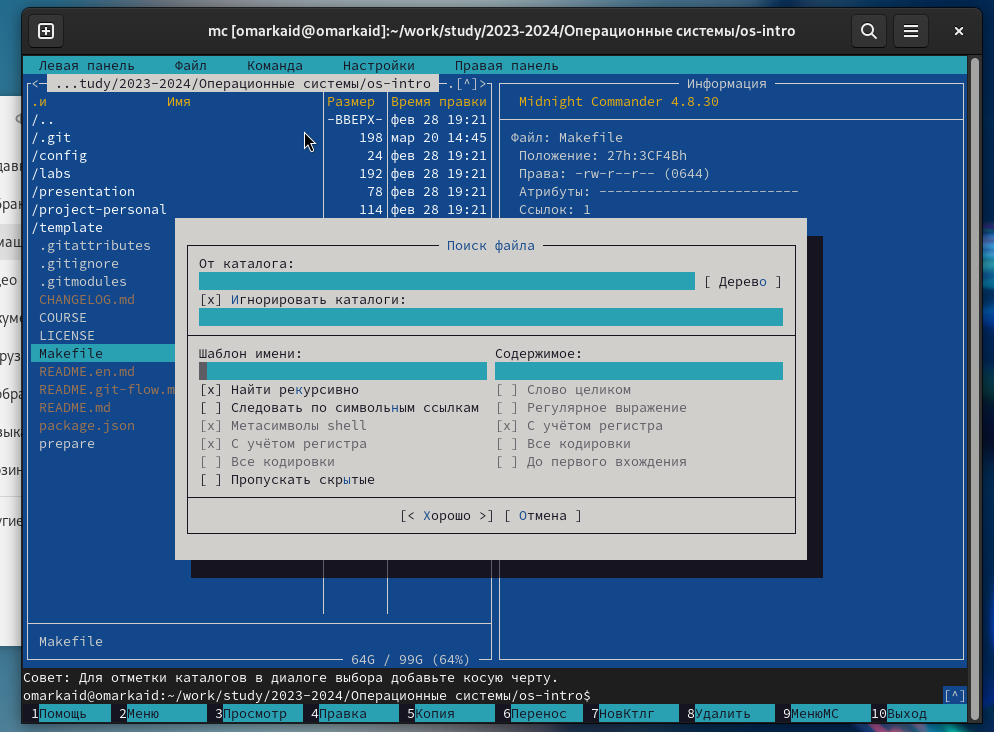 mc [omarkaid@omarkaid]:~/work/study/2023-2024/Операционные системы/os-intro
Левая панель Файл Команда Настройки Правая панель
<─ ...tudy/2023-2024/Операционные системы/os-intro ─.[^]>
.и Имя Размер Время правки
/.. -ВВЕРХ- фев 28 19:21
/.git 198 мар 20 14:45
/config 24 фев 28 19:21
/labs 192 фев 28 19:21
/presentation 78 фев 28 19:21
/project-personal 114 фев 28 19:21
/template
.gitattributes
.gitignore
.gitmodules
CHANGELOG.md
COURSE
LICENSE
Makefile
README.en.md
README.git-flow.m
README.md
package.json
prepare
Makefile
64G / 99G (64%)
Информация
Midnight Commander 4.8.30
Файл: Makefile
Положение: 27h:3CF4Bh
Права: -rw-r--r-- (0644)
Атрибуты: -------------------------
Ссылок: 1
Поиск файла
От каталога:
[ Дерево ]
[x] Игнорировать каталоги:
Шаблон имени: Содержимое:
[x] Найти рекурсивно [ ] Слово целиком
[ ] Следовать по символьным ссылкам [ ] Регулярное выражение
[x] Метасимволы shell [x] С учётом регистра
[x] С учётом регистра [ ] Все кодировки
[ ] Все кодировки [ ] До первого вхождения
[ ] Пропускать скрытые
[< Хорошо >] [ Отмена ]
Совет: Для отметки каталогов в диалоге выбора добавьте косую черту.
omarkaid@omarkaid:~/work/study/2023-2024/Операционные системы/os-intro$ [^]
1Помощь 2Меню 3Просмотр 4Правка 5Копия 6Перенос 7НовКтлг 8Удалить 9МенюMC 10Выход